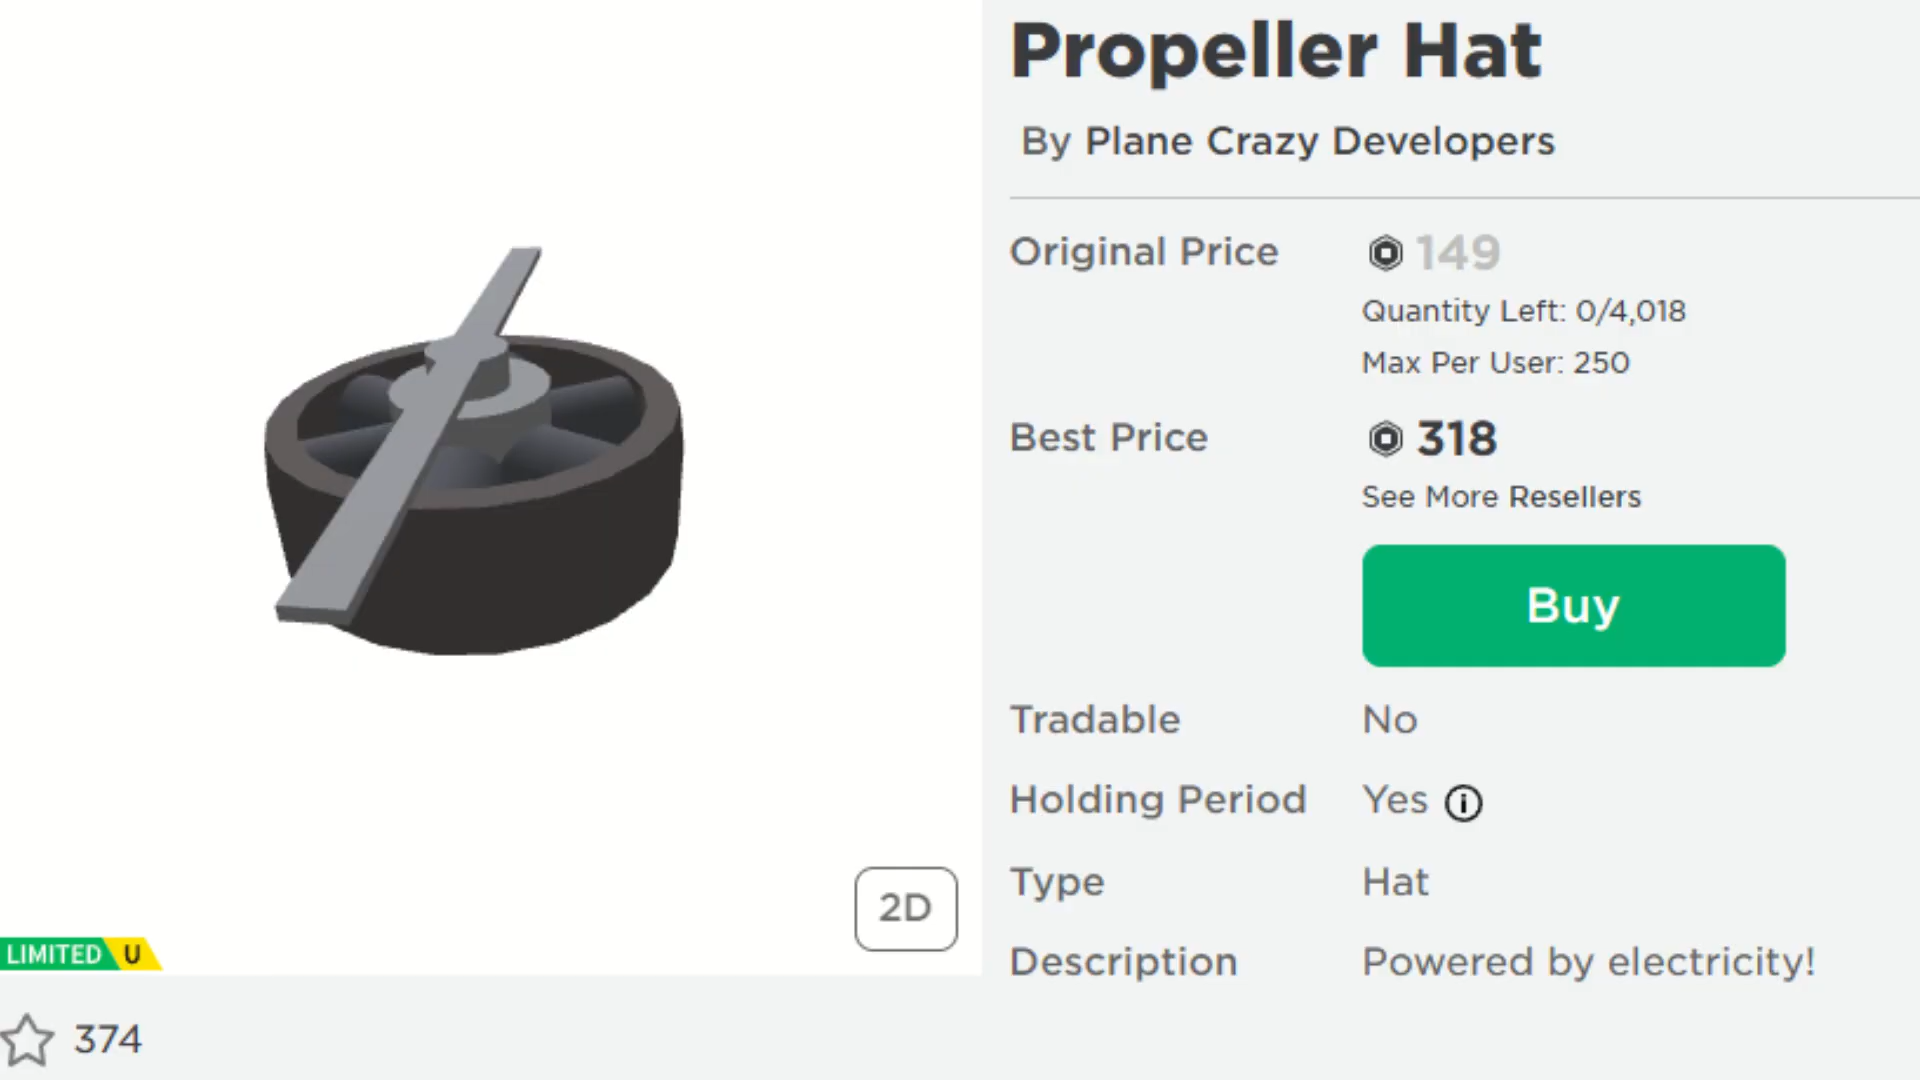 Propeller Hat
By Plane Crazy Developers
Original Price 149
Quantity Left: 0/4,018
Max Per User: 250
Best Price 318
See More Resellers
Buy
Tradable No
Holding Period Yes
Type Hat
Description Powered by electricity!
2D
LIMITED U
374